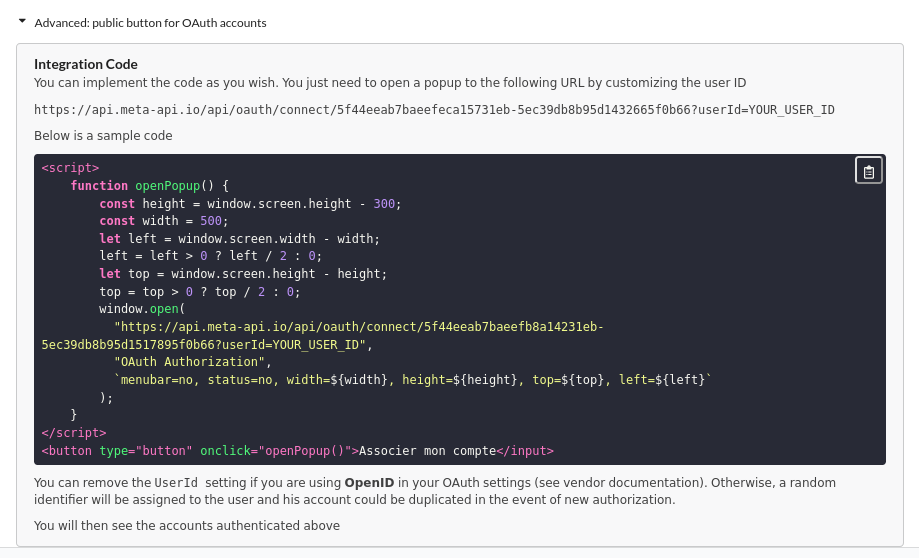 Advanced: public button for OAuth accounts
Integration Code
You can implement the code as you wish. You just need to open a popup to the following URL by customizing the user ID
https://api.meta-api.io/api/oauth/connect/5f44eeab7baeefeca15731eb-5ec39db8b95d1432665f0b66?userId=YOUR_USER_ID
Below is a sample code
<script>
    function openPopup() {
        const height = window.screen.height - 300;
        const width = 500;
        let left = window.screen.width - width;
        left = left > 0 ? left / 2 : 0;
        let top = window.screen.height - height;
        top = top > 0 ? top / 2 : 0;
        window.open(
          "https://api.meta-api.io/api/oauth/connect/5f44eeab7baeefb8a14231eb-
5ec39db8b95d1517895f0b66?userId=YOUR_USER_ID",
          "OAuth Authorization",
          `menubar=no, status=no, width=${width}, height=${height}, top=${top}, left=${left}`
        );
    }
</script>
<button type="button" onclick="openPopup()">Associer mon compte</input>
You can remove the UserId setting if you are using OpenID in your OAuth settings (see vendor documentation). Otherwise, a random
identifier will be assigned to the user and his account could be duplicated in the event of new authorization.
You will then see the accounts authenticated above